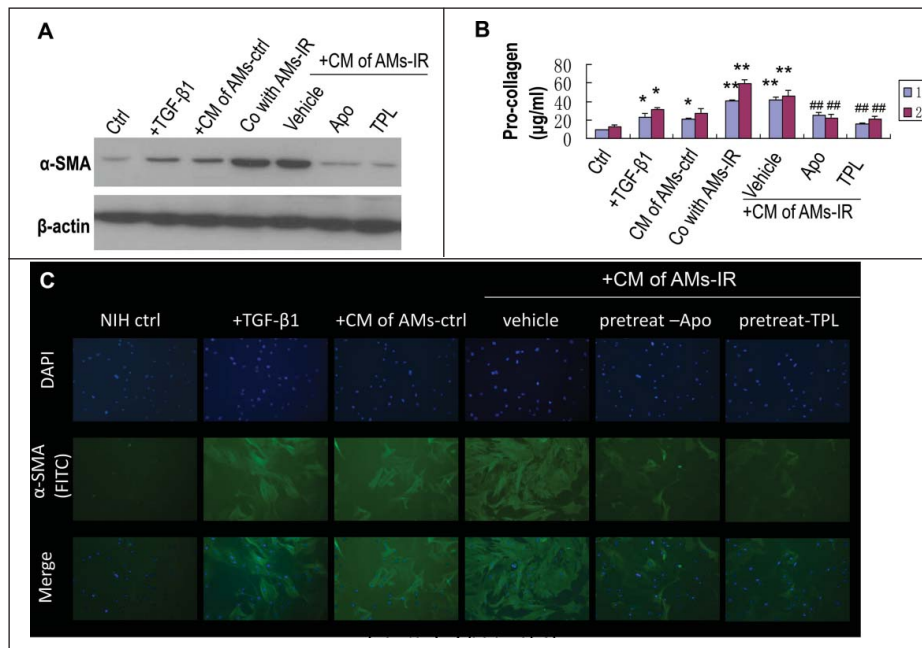 A
Ctrl
+TGF-β1
+CM of AMs-ctrl
Co with AMs-IR
+CM of AMs-IR
Vehicle
Apo
TPL
α-SMA
β-actin
B
Pro-collagen
(μg/ml)
80
60
40
20
0
* * * ** ** ** ** ## ## ## ##
1
2
Ctrl
+TGF-β1
CM of AMs-ctrl
Co with AMs-IR
Vehicle
Apo
TPL
+CM of AMs-IR
C
+CM of AMs-IR
NIH ctrl +TGF-β1 +CM of AMs-ctrl vehicle pretreat –Apo pretreat-TPL
DAPI
α-SMA
(FITC)
Merge